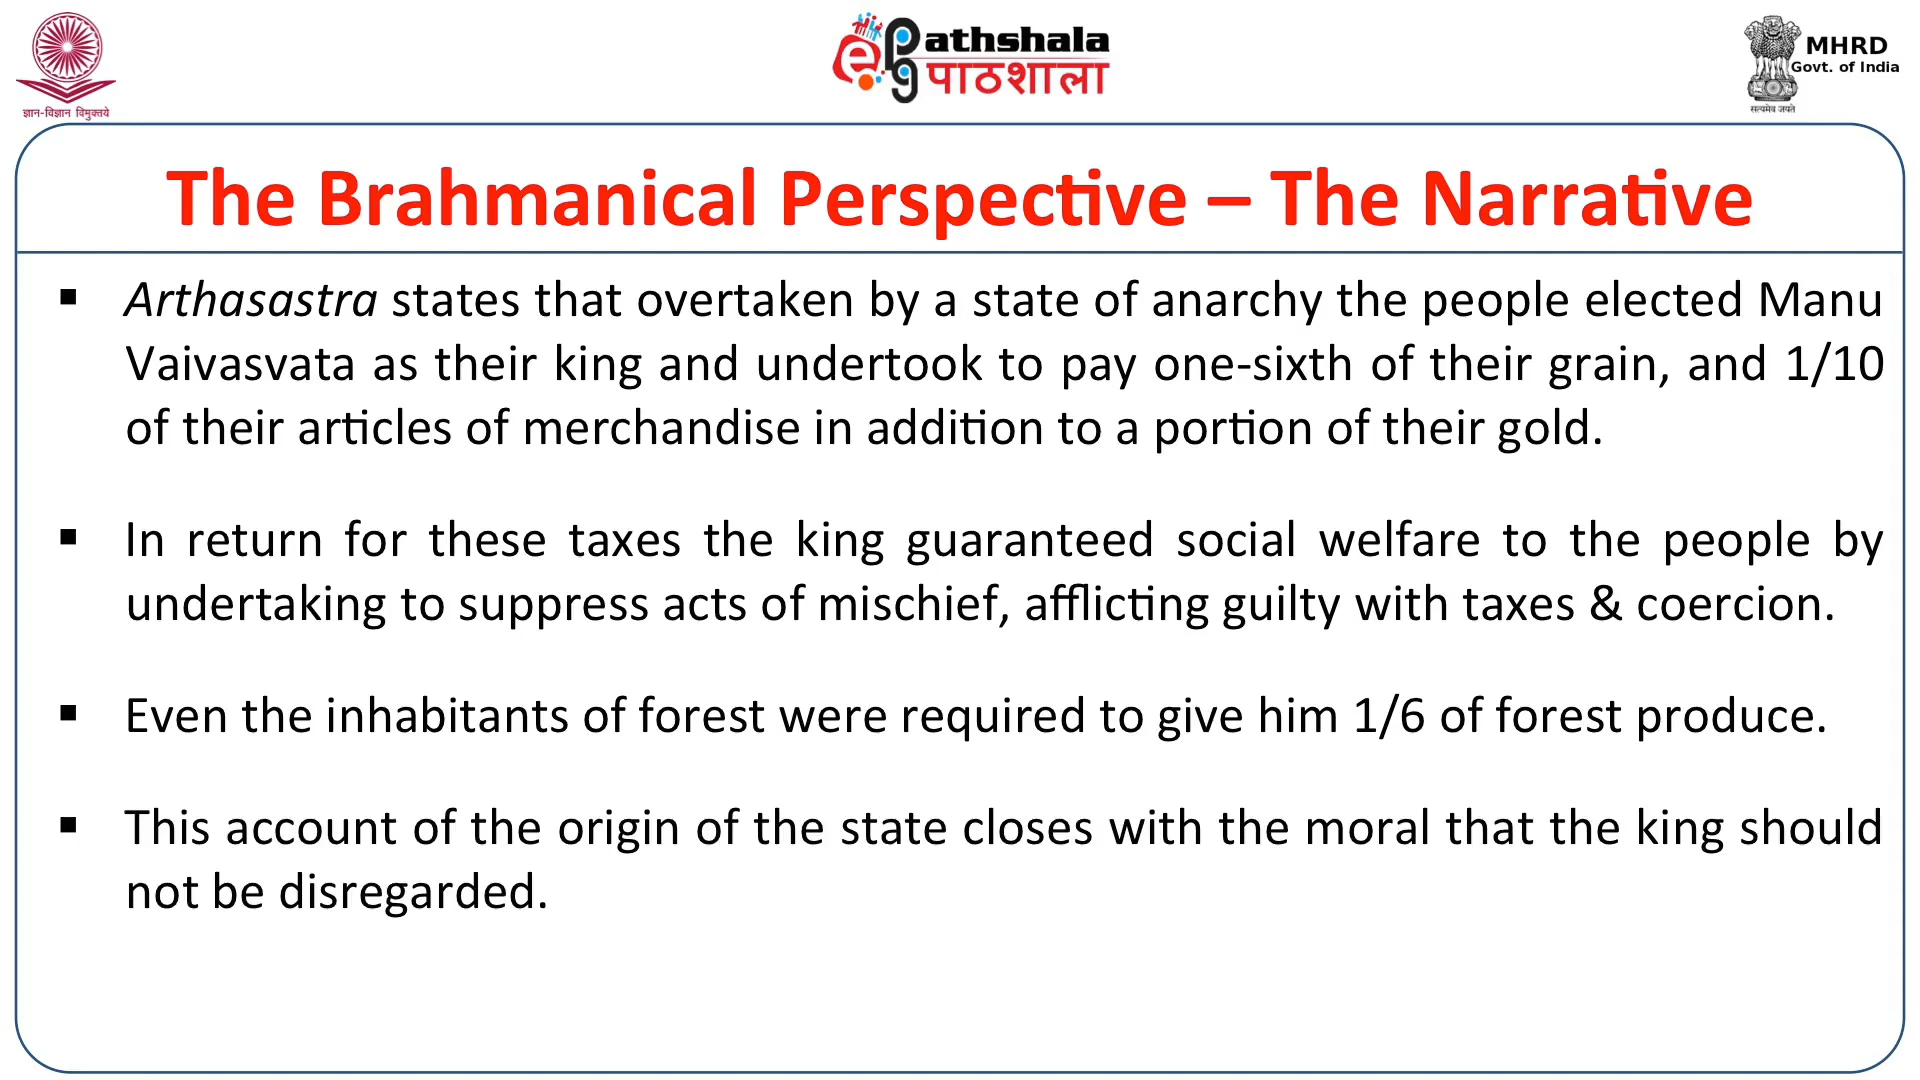 ज्ञान-विज्ञान विमुक्तये
ePG Pathshala
पाठशाला
MHRD
Govt. of India
सत्यमेव जयते
The Brahmanical Perspective – The Narrative
▪ Arthasastra states that overtaken by a state of anarchy the people elected Manu
Vaivasvata as their king and undertook to pay one-sixth of their grain, and 1/10
of their articles of merchandise in addition to a portion of their gold.
▪ In return for these taxes the king guaranteed social welfare to the people by
undertaking to suppress acts of mischief, afflicting guilty with taxes & coercion.
▪ Even the inhabitants of forest were required to give him 1/6 of forest produce.
▪ This account of the origin of the state closes with the moral that the king should
not be disregarded.